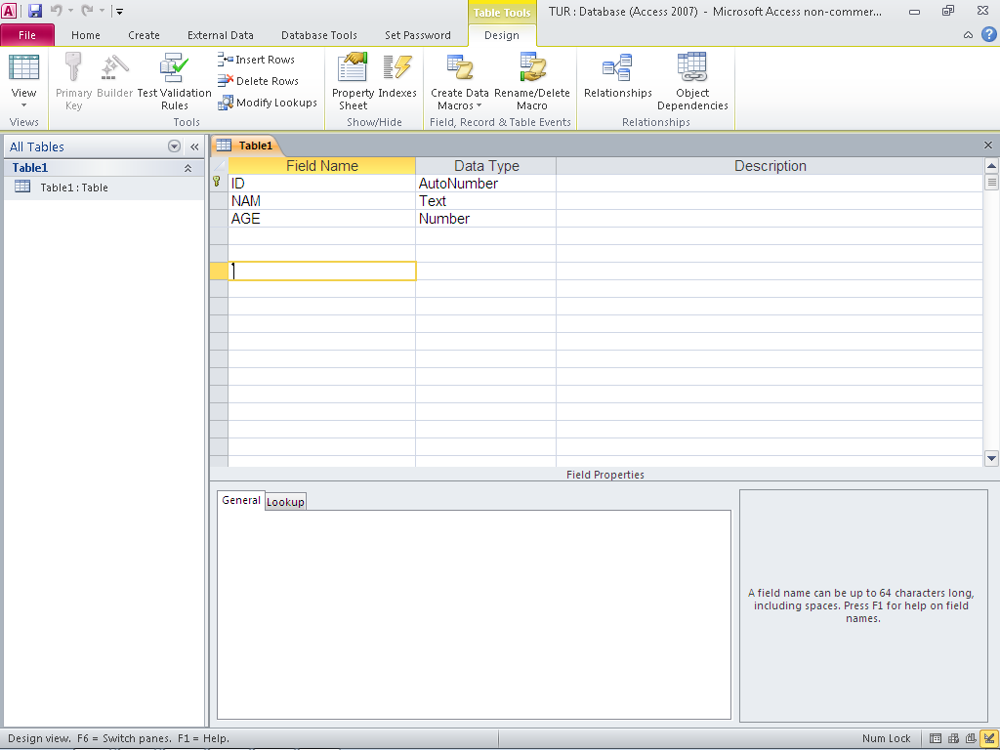 A
Table Tools
TUR : Database (Access 2007) - Microsoft Access non-commer...
File
Home
Create
External Data
Database Tools
Set Password
Design
View
Primary Key
Builder
Test Validation Rules
Insert Rows
Delete Rows
Modify Lookups
Property Sheet
Indexes
Create Data Macros
Rename/Delete Macro
Relationships
Object Dependencies
Views
Tools
Show/Hide
Field, Record & Table Events
Relationships
All Tables
Table1
Table1 : Table
Table1
Field Name Data Type Description
ID AutoNumber
NAM Text
AGE Number
Field Properties
General Lookup
A field name can be up to 64 characters long,
including spaces. Press F1 for help on field
names.
Design view. F6 = Switch panes. F1 = Help.
Num Lock